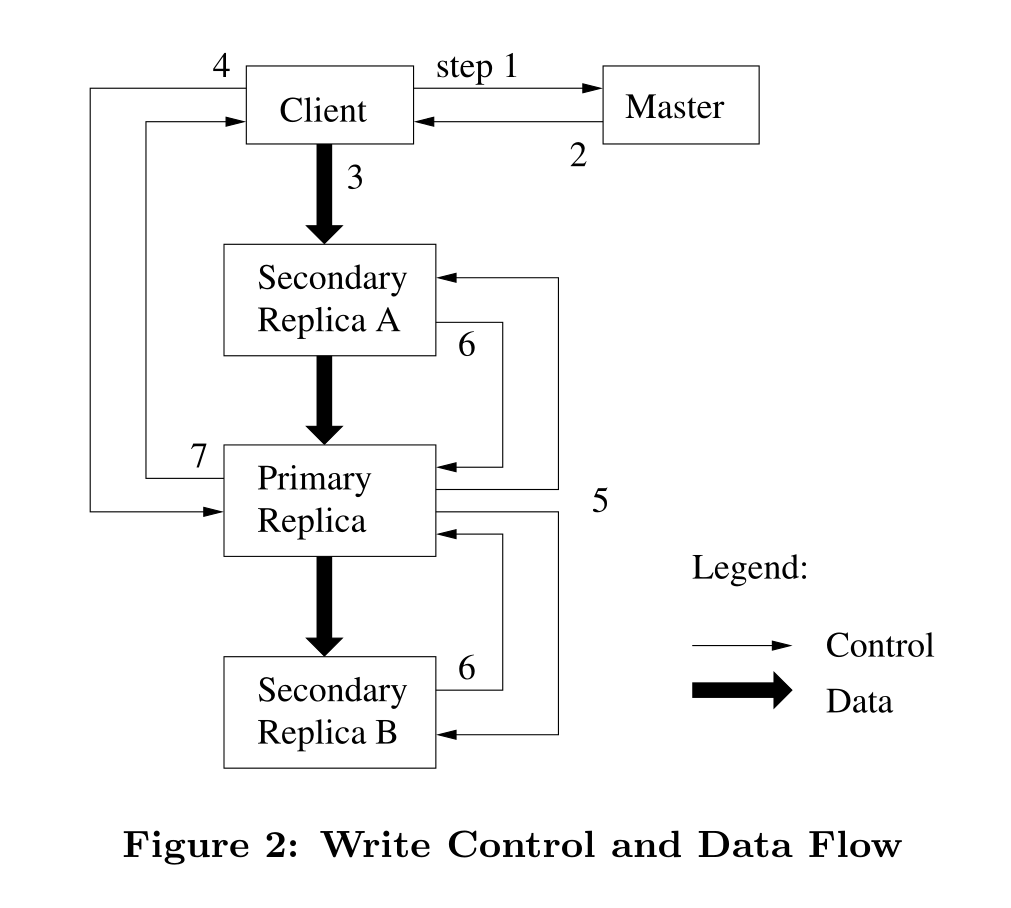 4
step 1
Client
Master
2
3
Secondary
Replica A
6
7
Primary
Replica
5
Legend:
Control
6
Secondary
Replica B
Data
Figure 2: Write Control and Data Flow